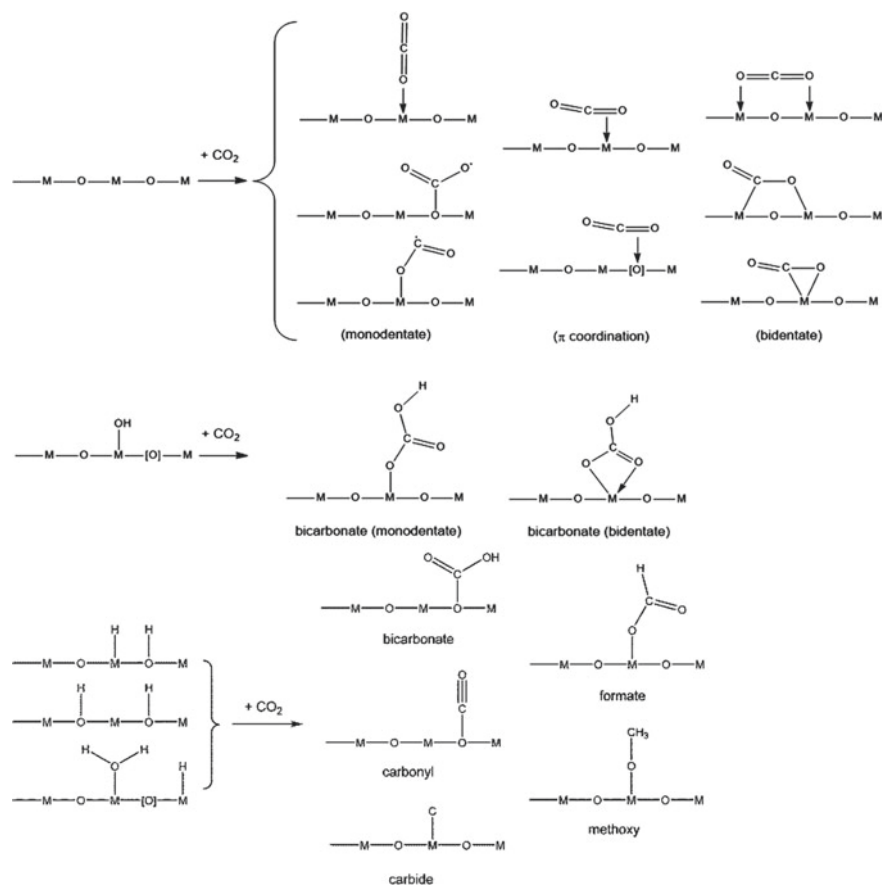 O=C=O
—M—O—M—O—M
O=C=O
—M—O—M—O—M
O=C=O
—M—O—M—O—M
+ CO₂
—M—O—M—O—M
O C O·
—M—O—M—O—M
O C O
—M—O—M—O—M
O=C=O
—M—O—M—[O]—M
·C O O
—M—O—M—O—M
O=C—O
—M—O—M—O—M
(monodentate)
(π coordination)
(bidentate)
OH
—M—O—M—[O]—M
+ CO₂
H
O
C O
O
—M—O—M—O—M
bicarbonate (monodentate)
H
O
C
O O
—M—O—M—O—M
bicarbonate (bidentate)
O C OH
—M—O—M—O—M
bicarbonate
H
C O
O
—M—O—M—O—M
formate
H H
—M—O—M—O—M
H H
—M—O—M—O—M
H H
O H
—M—O—M—[O]—M
+ CO₂
O
C
—M—O—M—O—M
carbonyl
CH₃
O
—M—O—M—O—M
methoxy
C
—M—O—M—O—M
carbide